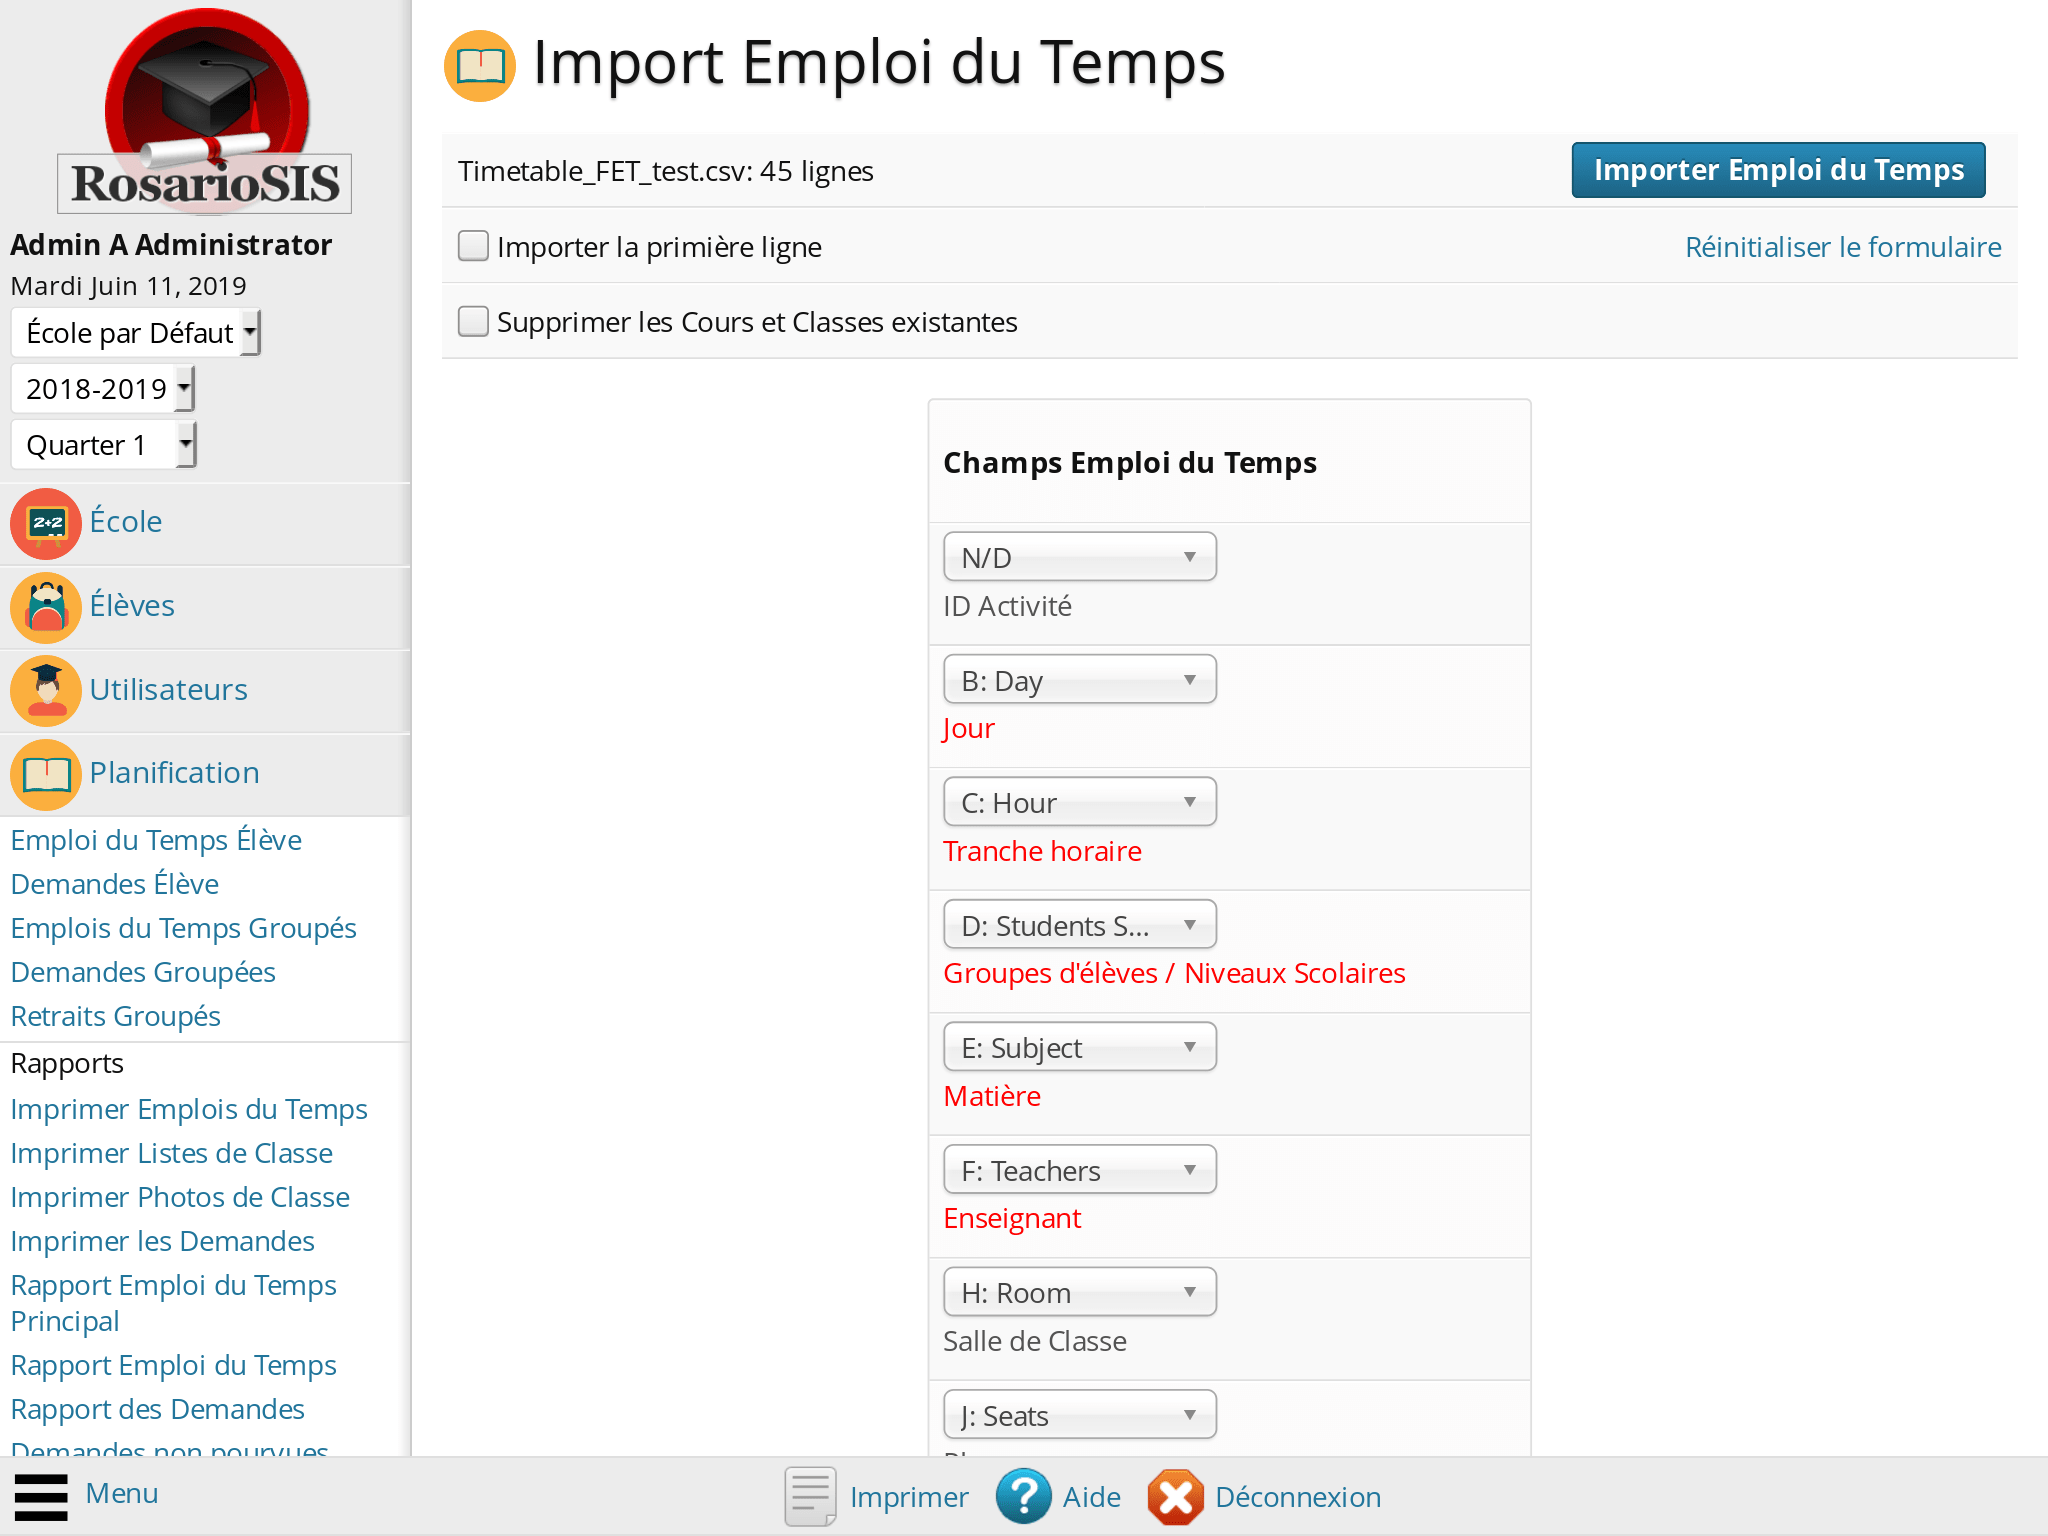 RosarioSIS
Admin A Administrator
Mardi Juin 11, 2019
École par Défaut
2018-2019
Quarter 1
2+2
École
Élèves
Utilisateurs
Planification
Emploi du Temps Élève
Demandes Élève
Emplois du Temps Groupés
Demandes Groupées
Retraits Groupés
Rapports
Imprimer Emplois du Temps
Imprimer Listes de Classe
Imprimer Photos de Classe
Imprimer les Demandes
Rapport Emploi du Temps
Principal
Rapport Emploi du Temps
Rapport des Demandes
Demandes non pourvues
Import Emploi du Temps
Timetable_FET_test.csv: 45 lignes
Importer Emploi du Temps
Importer la primière ligne
Réinitialiser le formulaire
Supprimer les Cours et Classes existantes
Champs Emploi du Temps
N/D
ID Activité
B: Day
Jour
C: Hour
Tranche horaire
D: Students S...
Groupes d'élèves / Niveaux Scolaires
E: Subject
Matière
F: Teachers
Enseignant
H: Room
Salle de Classe
J: Seats
Menu
Imprimer
Aide
Déconnexion